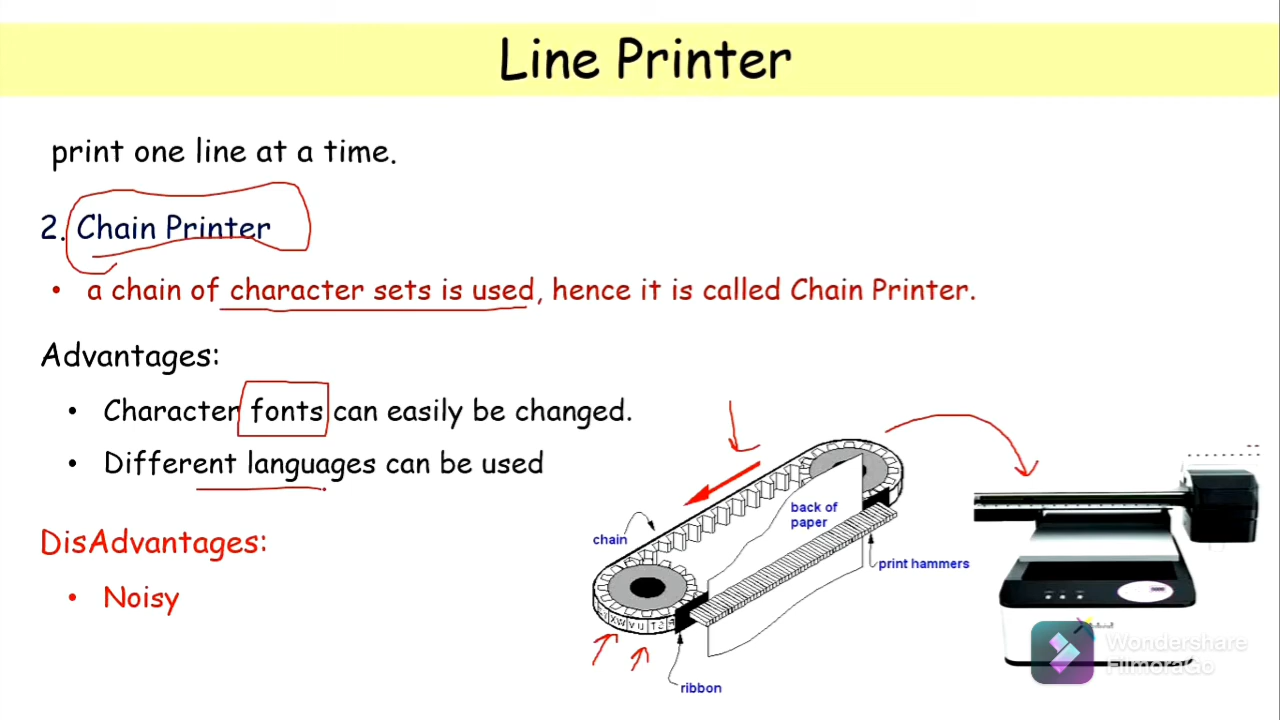 Line Printer
print one line at a time.
2. Chain Printer
• a chain of character sets is used, hence it is called Chain Printer.
Advantages:
• Character fonts can easily be changed.
• Different languages can be used
DisAdvantages:
• Noisy
chain
back of
paper
print hammers
ribbon
Wondershare
FilmoraGo